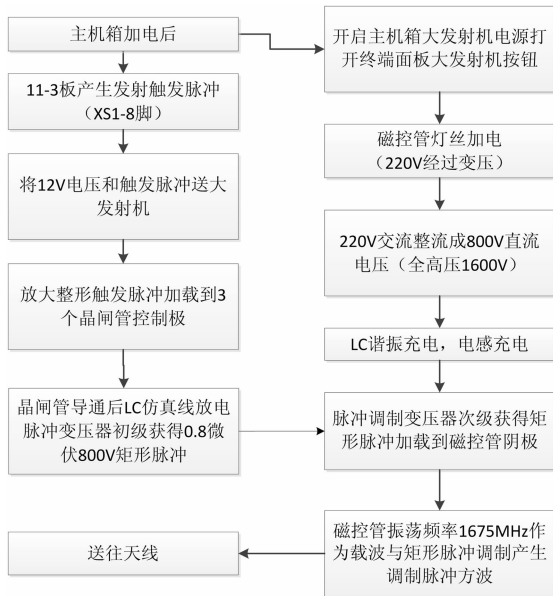 主机箱加电后
11-3板产生发射触发脉冲
（XS1-8脚）
将12V电压和触发脉冲送大
发射机
放大整形触发脉冲加载到3
个晶闸管控制极
晶闸管导通后LC仿真线放电
脉冲变压器初级获得0.8微
伏800V矩形脉冲
开启主机箱大发射机电源打
开终端面板大发射机按钮
磁控管灯丝加电
（220V经过变压）
220V交流整流成800V直流
电压（全高压1600V）
LC谐振充电，电感充电
脉冲调制变压器次级获得矩
形脉冲加载到磁控管阴极
磁控管振荡频率1675MHz作
为载波与矩形脉冲调制产生
调制脉冲方波
送往天线